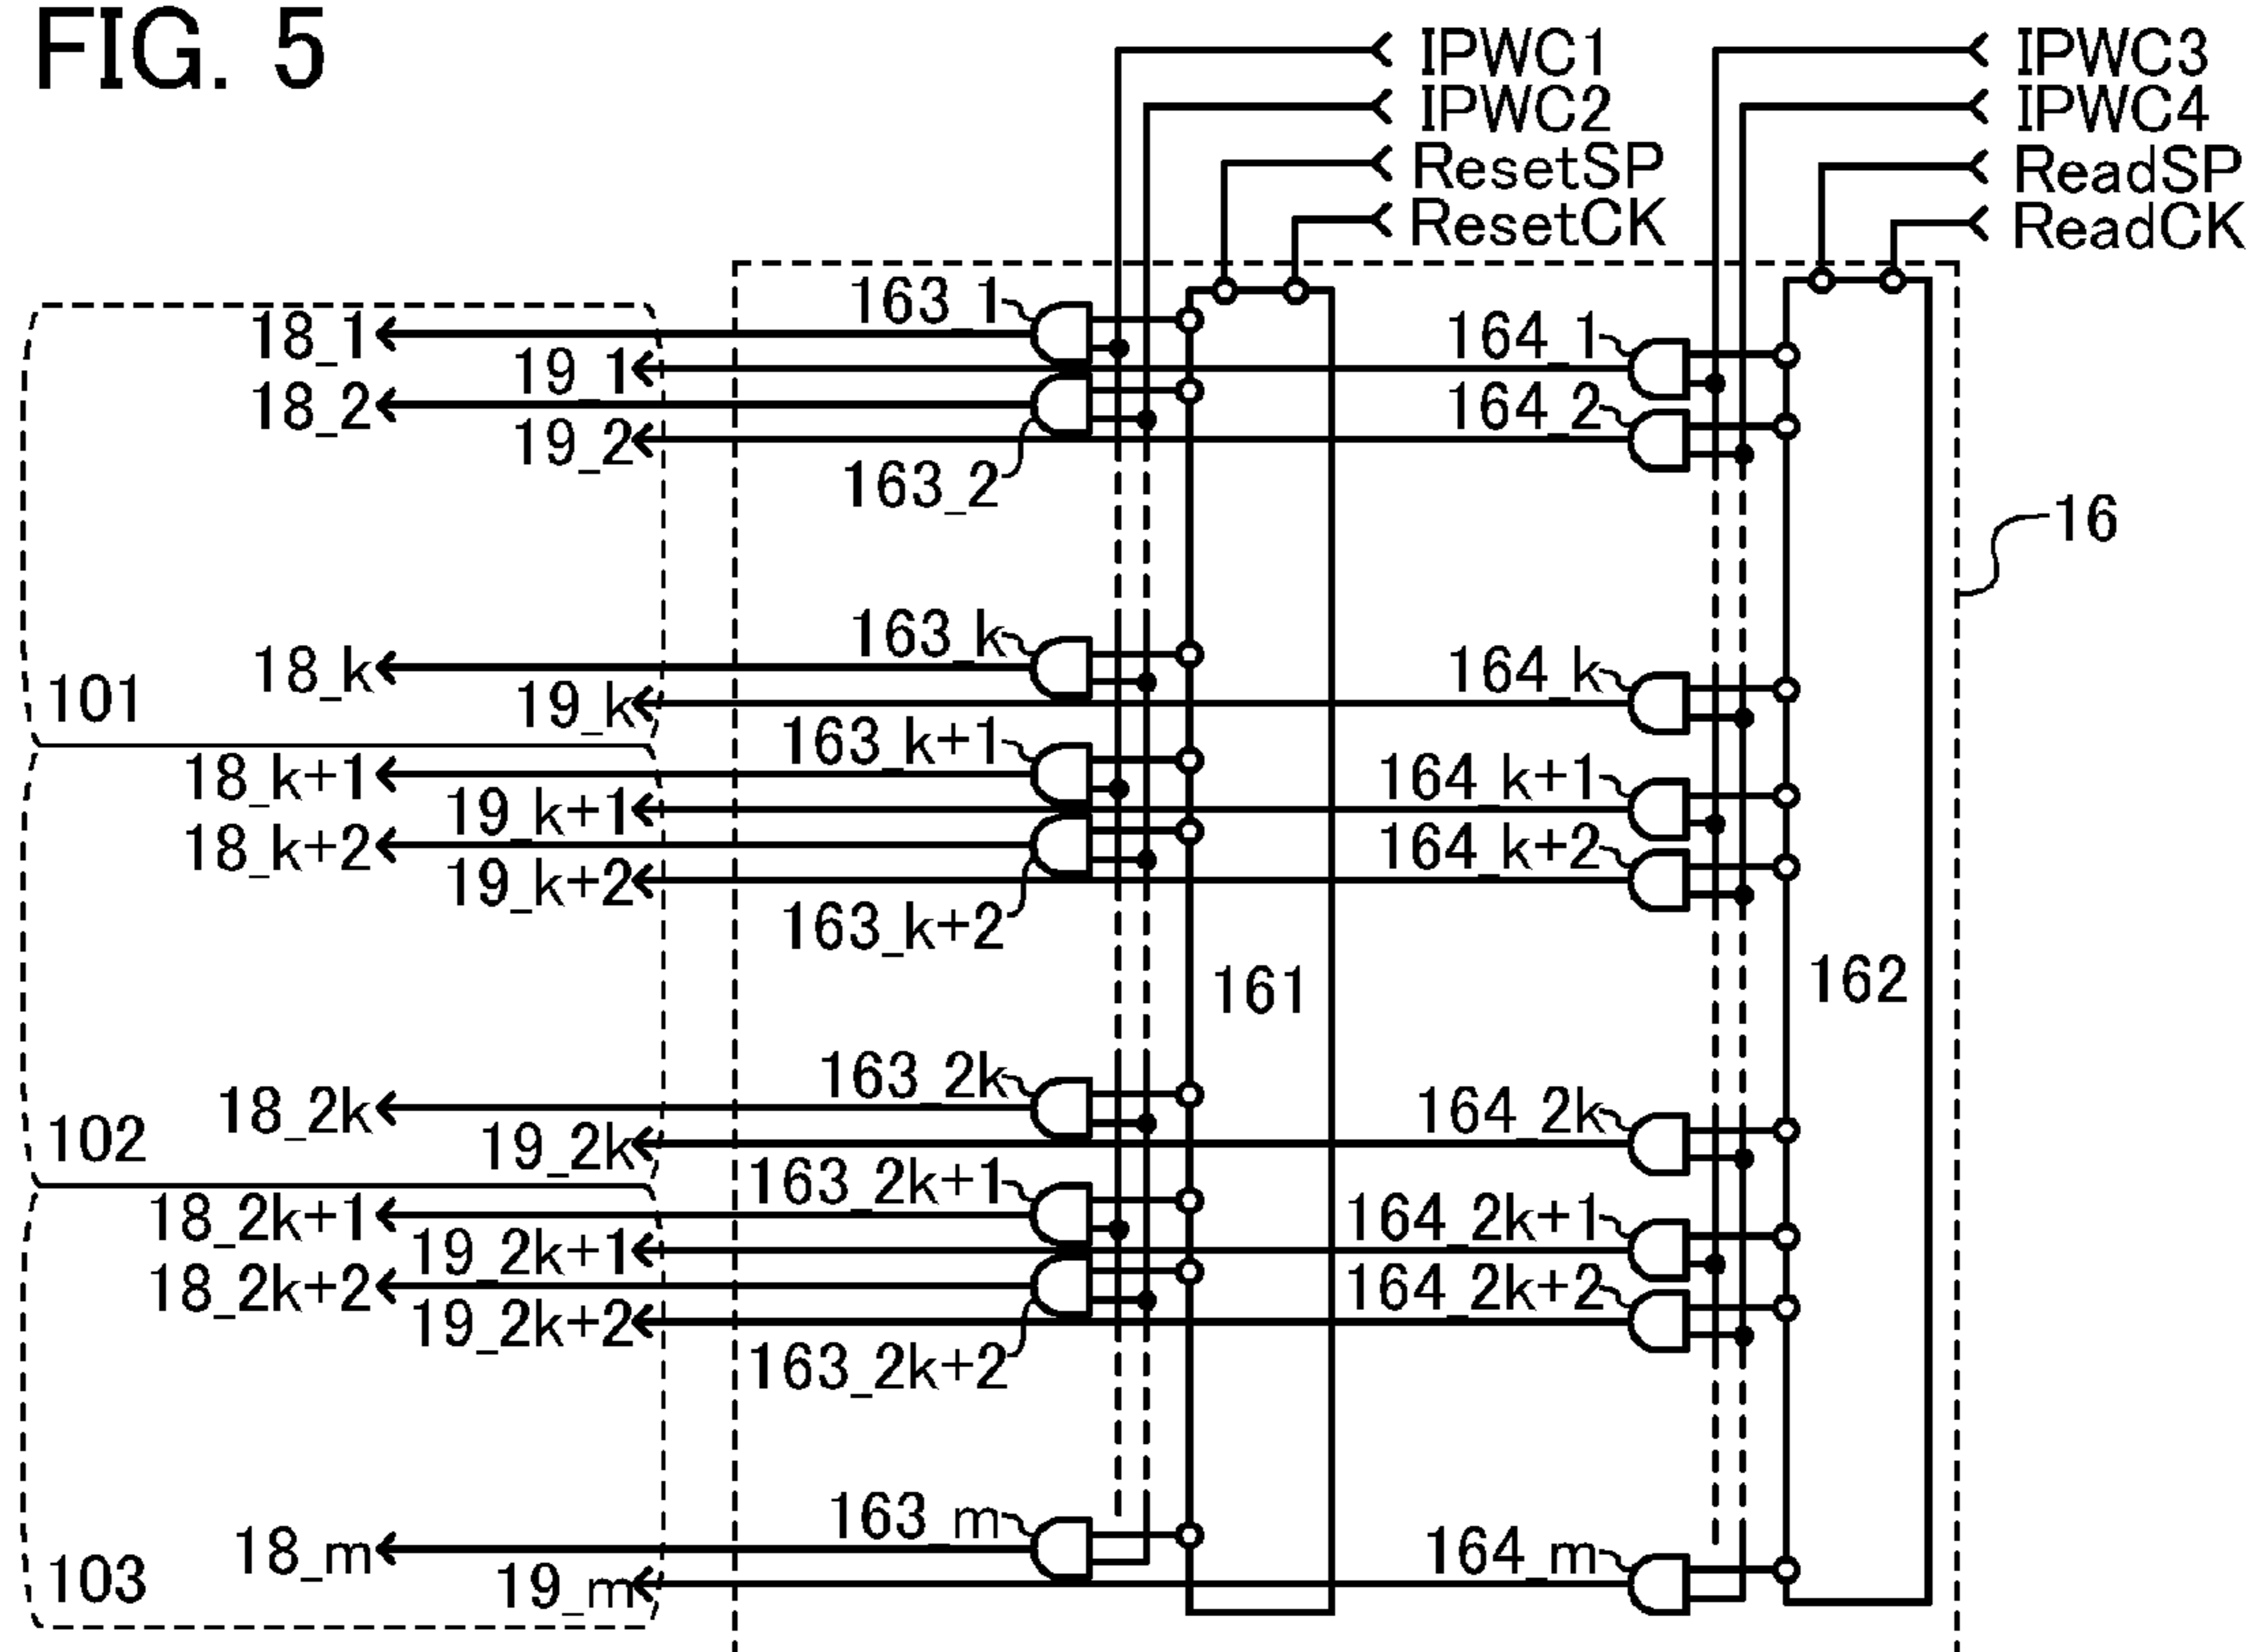 FIG. 5
IPWC1
IPWC2
ResetSP
ResetCK
IPWC3
IPWC4
ReadSP
ReadCK
163_1
18_1
19_1
164_1
18_2
164_2
19_2
163_2
16
163_k
18_k
164_k
19_k
101
163_k+1
18_k+1
164_k+1
19_k+1
18_k+2
164_k+2
19_k+2
163_k+2
161
162
163_2k
18_2k
164_2k
19_2k
102
163_2k+1
18_2k+1
164_2k+1
19_2k+1
18_2k+2
164_2k+2
19_2k+2
163_2k+2
163_m
18_m
164_m
19_m
103